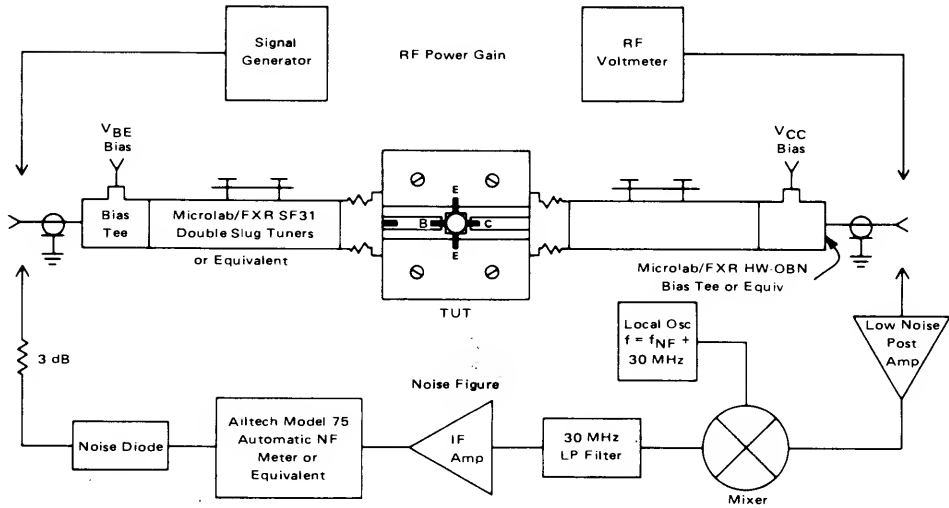 Signal
Generator
RF Power Gain
RF
Voltmeter
VBE
Bias
VCC
Bias
Bias
Tee
Microlab/FXR SF31
Double Slug Tuners
or Equivalent
E
B
C
E
TUT
Microlab/FXR HW-OBN
Bias Tee or Equiv
3 dB
Local Osc
f = fNF +
30 MHz
Low Noise
Post
Amp
Noise Figure
Noise Diode
Ailtech Model 75
Automatic NF
Meter or
Equivalent
IF
Amp
30 MHz
LP Filter
Mixer